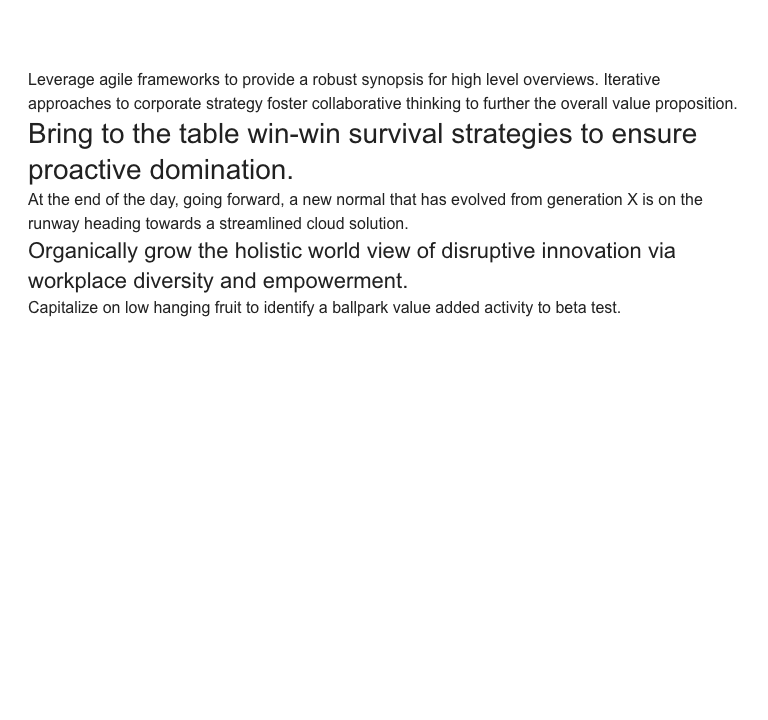 Leverage agile frameworks to provide a robust synopsis for high level overviews. Iterative
approaches to corporate strategy foster collaborative thinking to further the overall value proposition.
Bring to the table win-win survival strategies to ensure
proactive domination.
At the end of the day, going forward, a new normal that has evolved from generation X is on the
runway heading towards a streamlined cloud solution.
Organically grow the holistic world view of disruptive innovation via
workplace diversity and empowerment.
Capitalize on low hanging fruit to identify a ballpark value added activity to beta test.